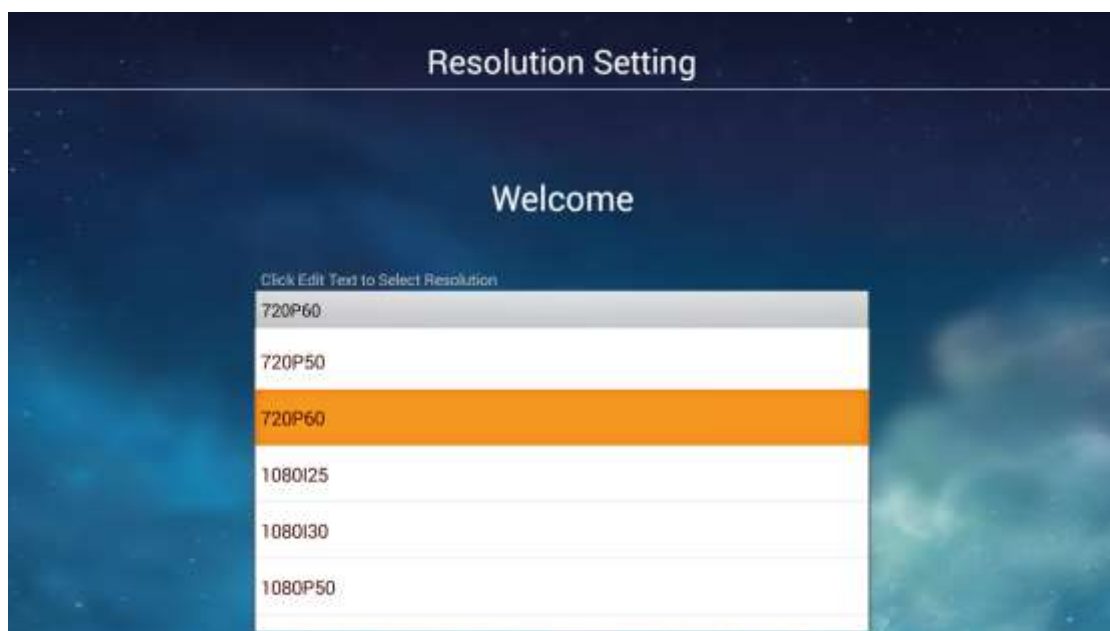 Resolution Setting
Welcome
Click Edit Text to Select Resolution
720P60
720P50
720P60
1080I25
1080I30
1080P50